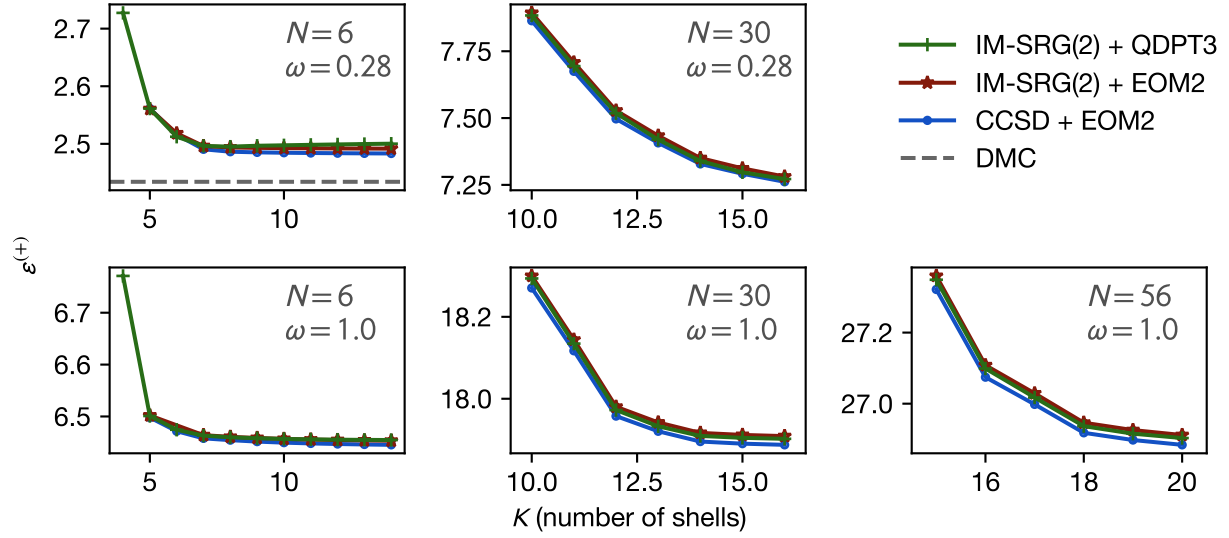 2.7
2.6
2.5
5
10
N = 6
ω = 0.28
7.75
7.50
7.25
10.0
12.5
15.0
N = 30
ω = 0.28
IM-SRG(2) + QDPT3
IM-SRG(2) + EOM2
CCSD + EOM2
DMC
ε(+)
6.7
6.6
6.5
5
10
N = 6
ω = 1.0
18.2
18.0
10.0
12.5
15.0
N = 30
ω = 1.0
27.2
27.0
16
18
20
N = 56
ω = 1.0
K (number of shells)